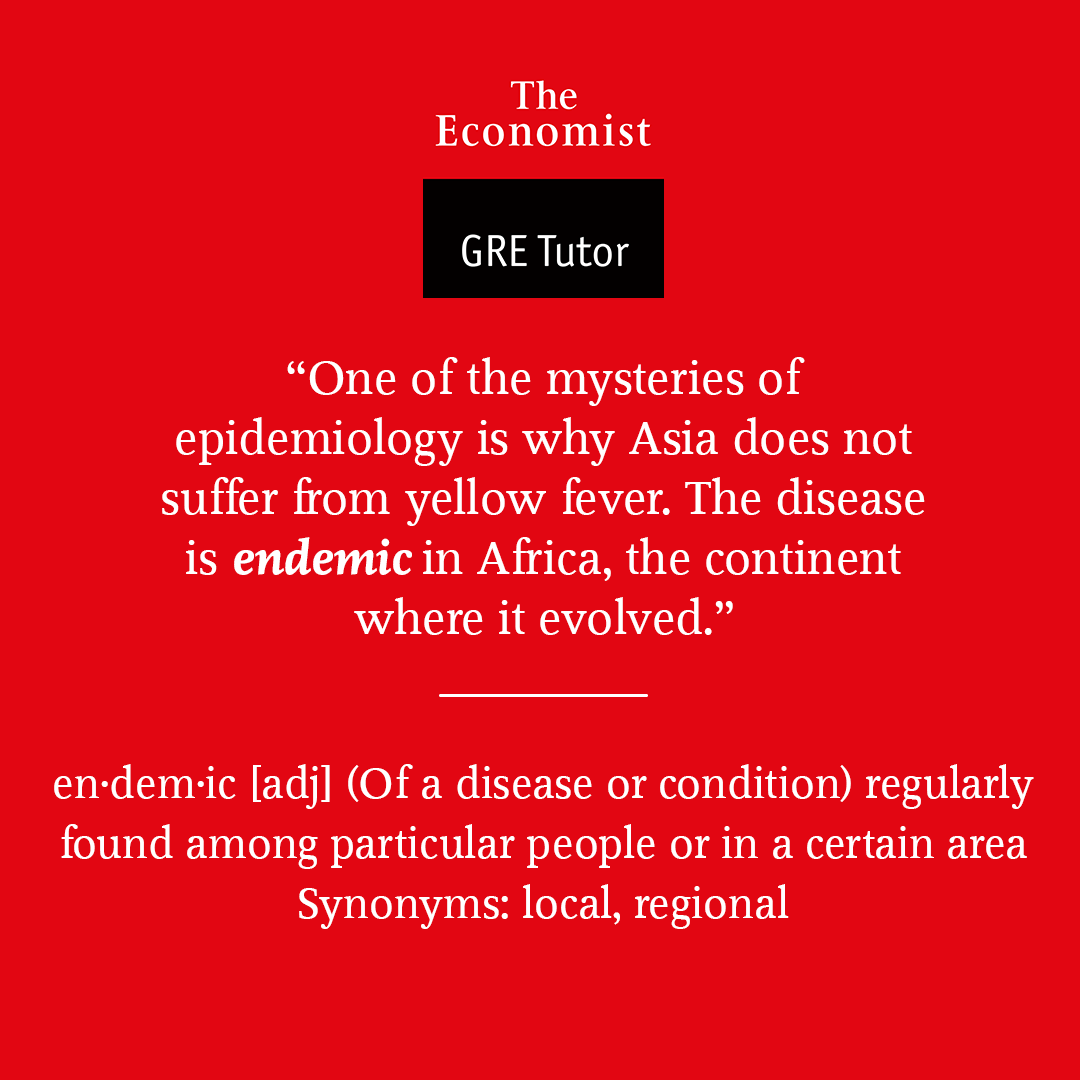 The
Economist
GRE Tutor
“One of the mysteries of
epidemiology is why Asia does not
suffer from yellow fever. The disease
is endemic in Africa, the continent
where it evolved.”
en·dem·ic [adj] (Of a disease or condition) regularly
found among particular people or in a certain area
Synonyms: local, regional